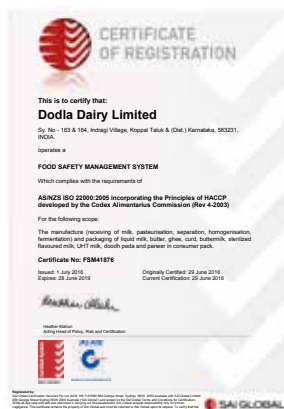 CERTIFICATE
OF REGISTRATION
This is to certify that:
Dodla Dairy Limited
Sy. No - 163 & 164, Indragi Village, Koppal Taluk & (Dist.) Karnataka, 583231,
INDIA.
operates a
FOOD SAFETY MANAGEMENT SYSTEM
Which complies with the requirements of
AS/NZS ISO 22000:2005 incorporating the Principles of HACCP
developed by the Codex Alimentarius Commission (Rev 4-2003)
For the following scope:
The manufacture (receiving of milk, pasteurisation, separation, homogenisation,
fermentation) and packaging of liquid milk, butter, ghee, curd, buttermilk, sterilized
flavoured milk, UHT milk, doodh peda and paneer in consumer pack.
Certificate No: FSM41876
Issued: 1 July 2016
Originally Certified: 29 June 2016
Expires: 28 June 2019
Current Certification: 29 June 2016
Heather Mahon
Acting Head of Policy, Risk and Certification
JAS-ANZ
Registered by:
SAI GLOBAL